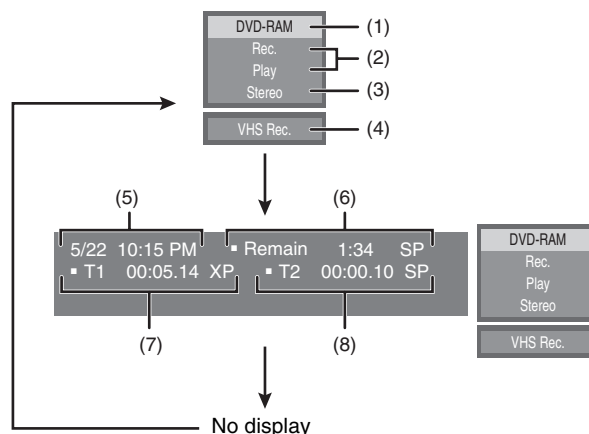 DVD-RAM (1)
Rec. (2)
Play
Stereo (3)
VHS Rec. (4)
(5) (6)
5/22 10:15 PM Remain 1:34 SP
T1 00:05.14 XP T2 00:00.10 SP
(7) (8)
DVD-RAM
Rec.
Play
Stereo
VHS Rec.
No display